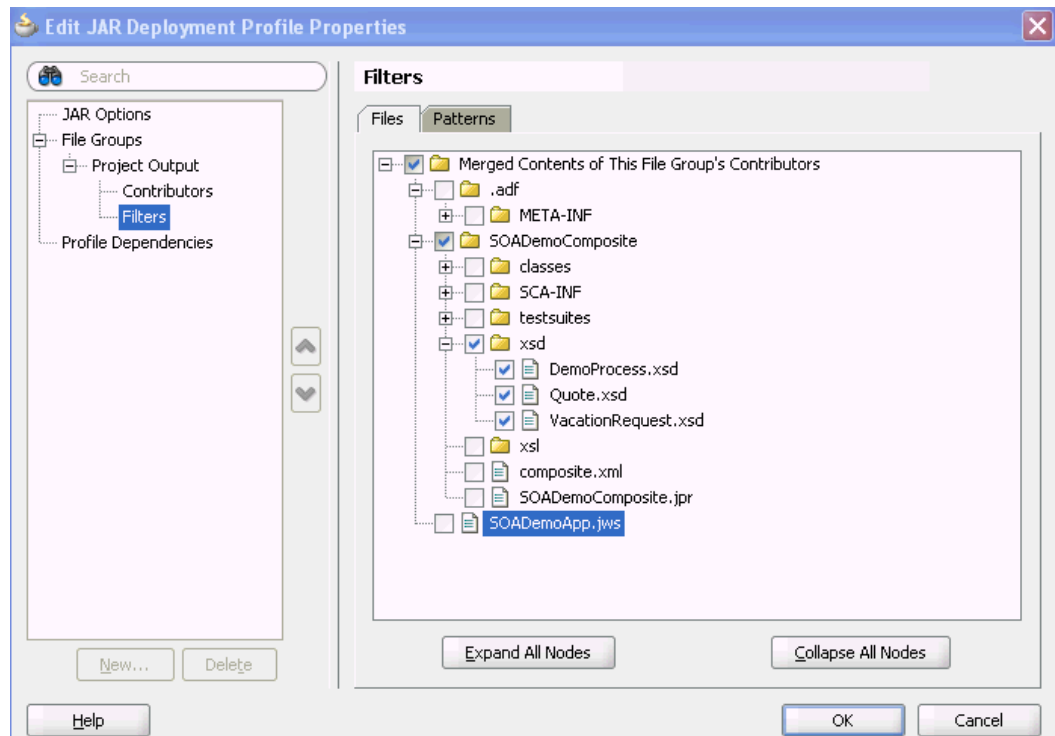 Edit JAR Deployment Profile Properties
Search
JAR Options
File Groups
Project Output
Contributors
Filters
Profile Dependencies
New...
Delete
Filters
Files Patterns
Merged Contents of This File Group's Contributors
.adf
META-INF
SOADemoComposite
classes
SCA-INF
testsuites
xsd
DemoProcess.xsd
Quote.xsd
VacationRequest.xsd
xsl
composite.xml
SOADemoComposite.jpr
SOADemoApp.jws
Expand All Nodes
Collapse All Nodes
Help
OK
Cancel